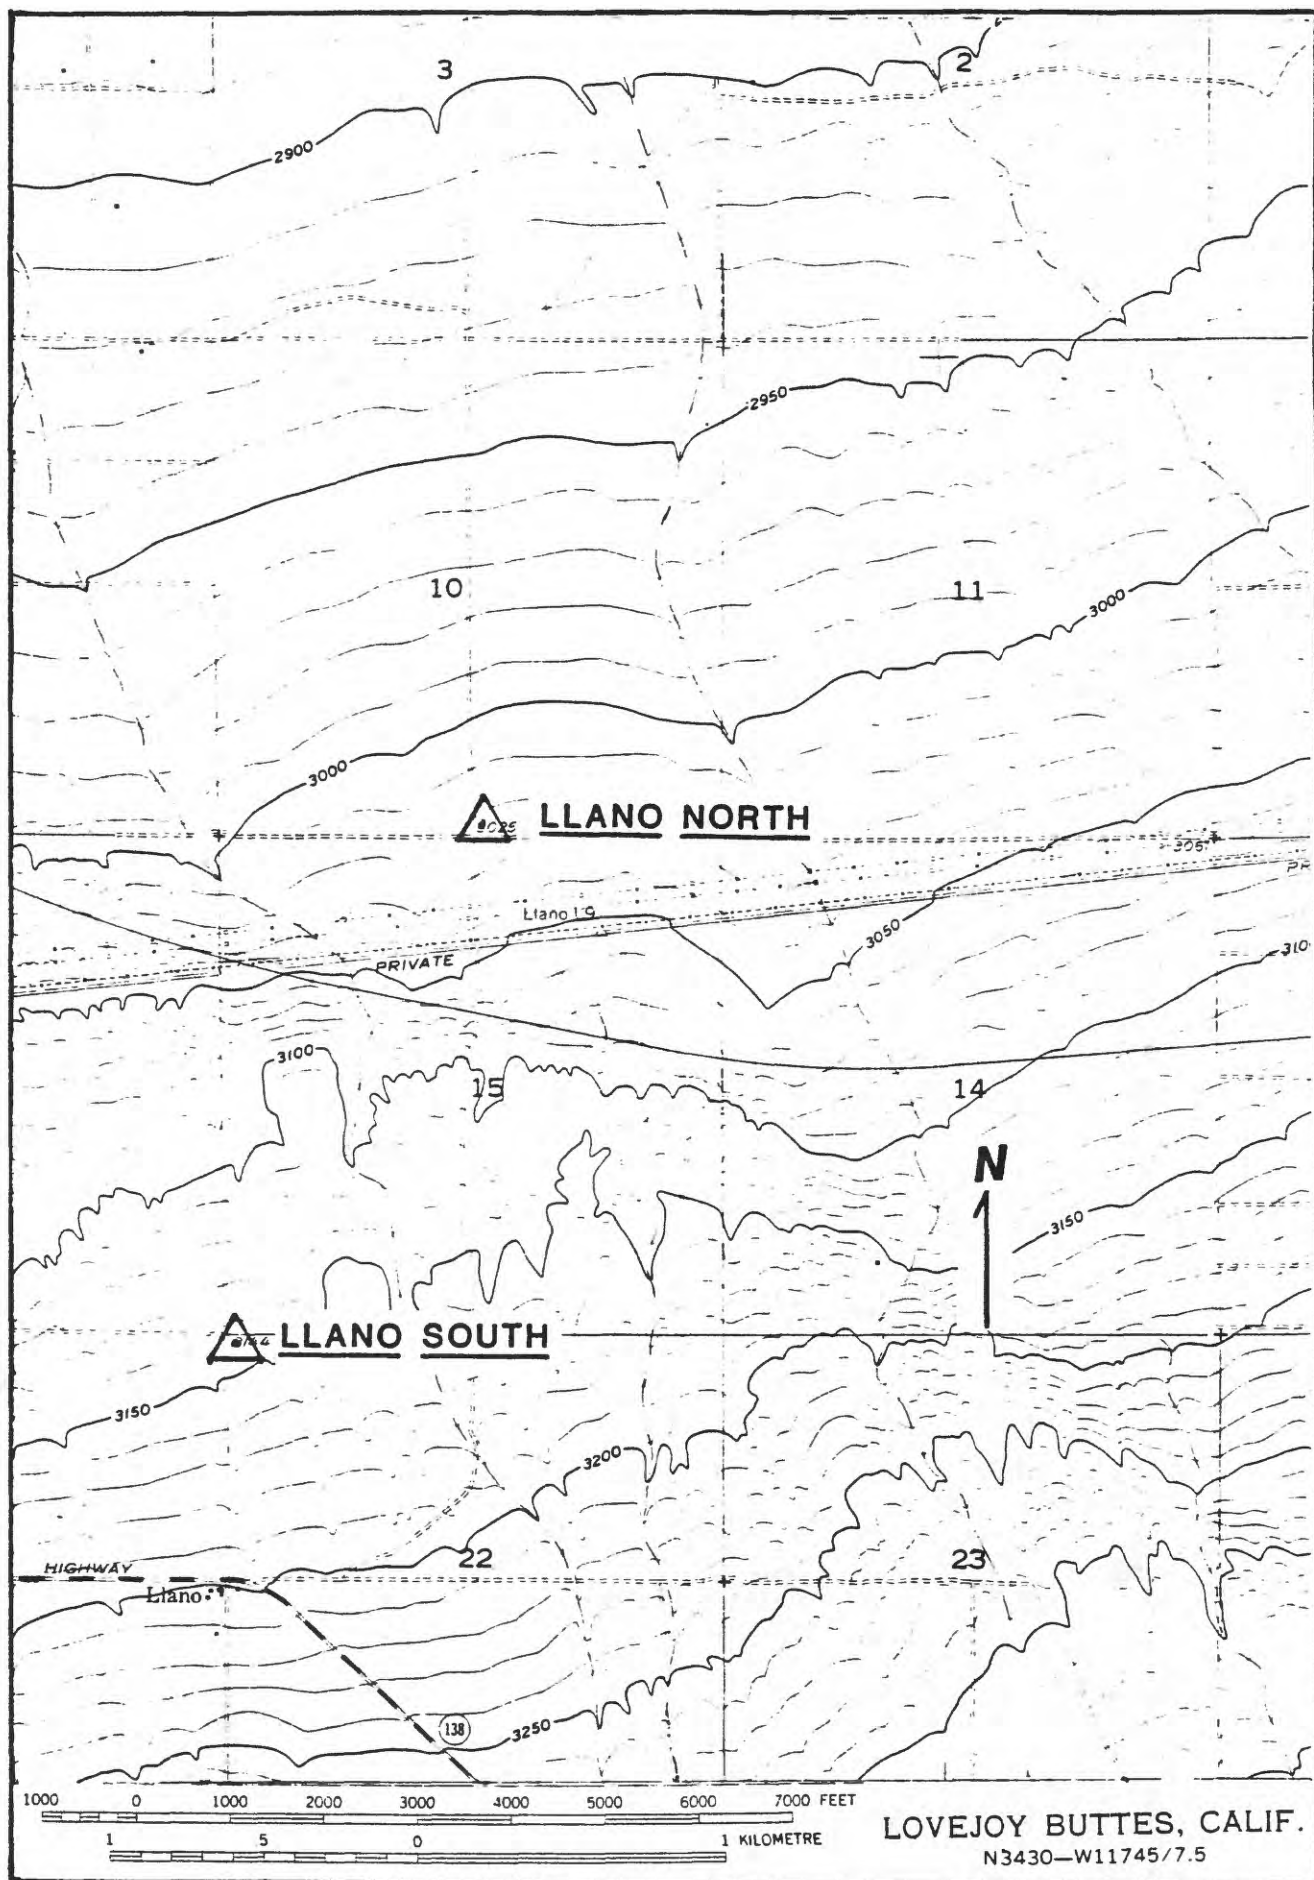 3
2
2900
2950
10
11
3000
3000
3025 LLANO NORTH
Llano 19
PRIVATE
3050
3100
15
14
N
3150
LLANO SOUTH
3150
3200
HIGHWAY
22
23
Llano
138
3250
1000 0 1000 2000 3000 4000 5000 6000 7000 FEET
1 .5 0 1 KILOMETRE
LOVEJOY BUTTES, CALIF.
N3430—W11745/7.5